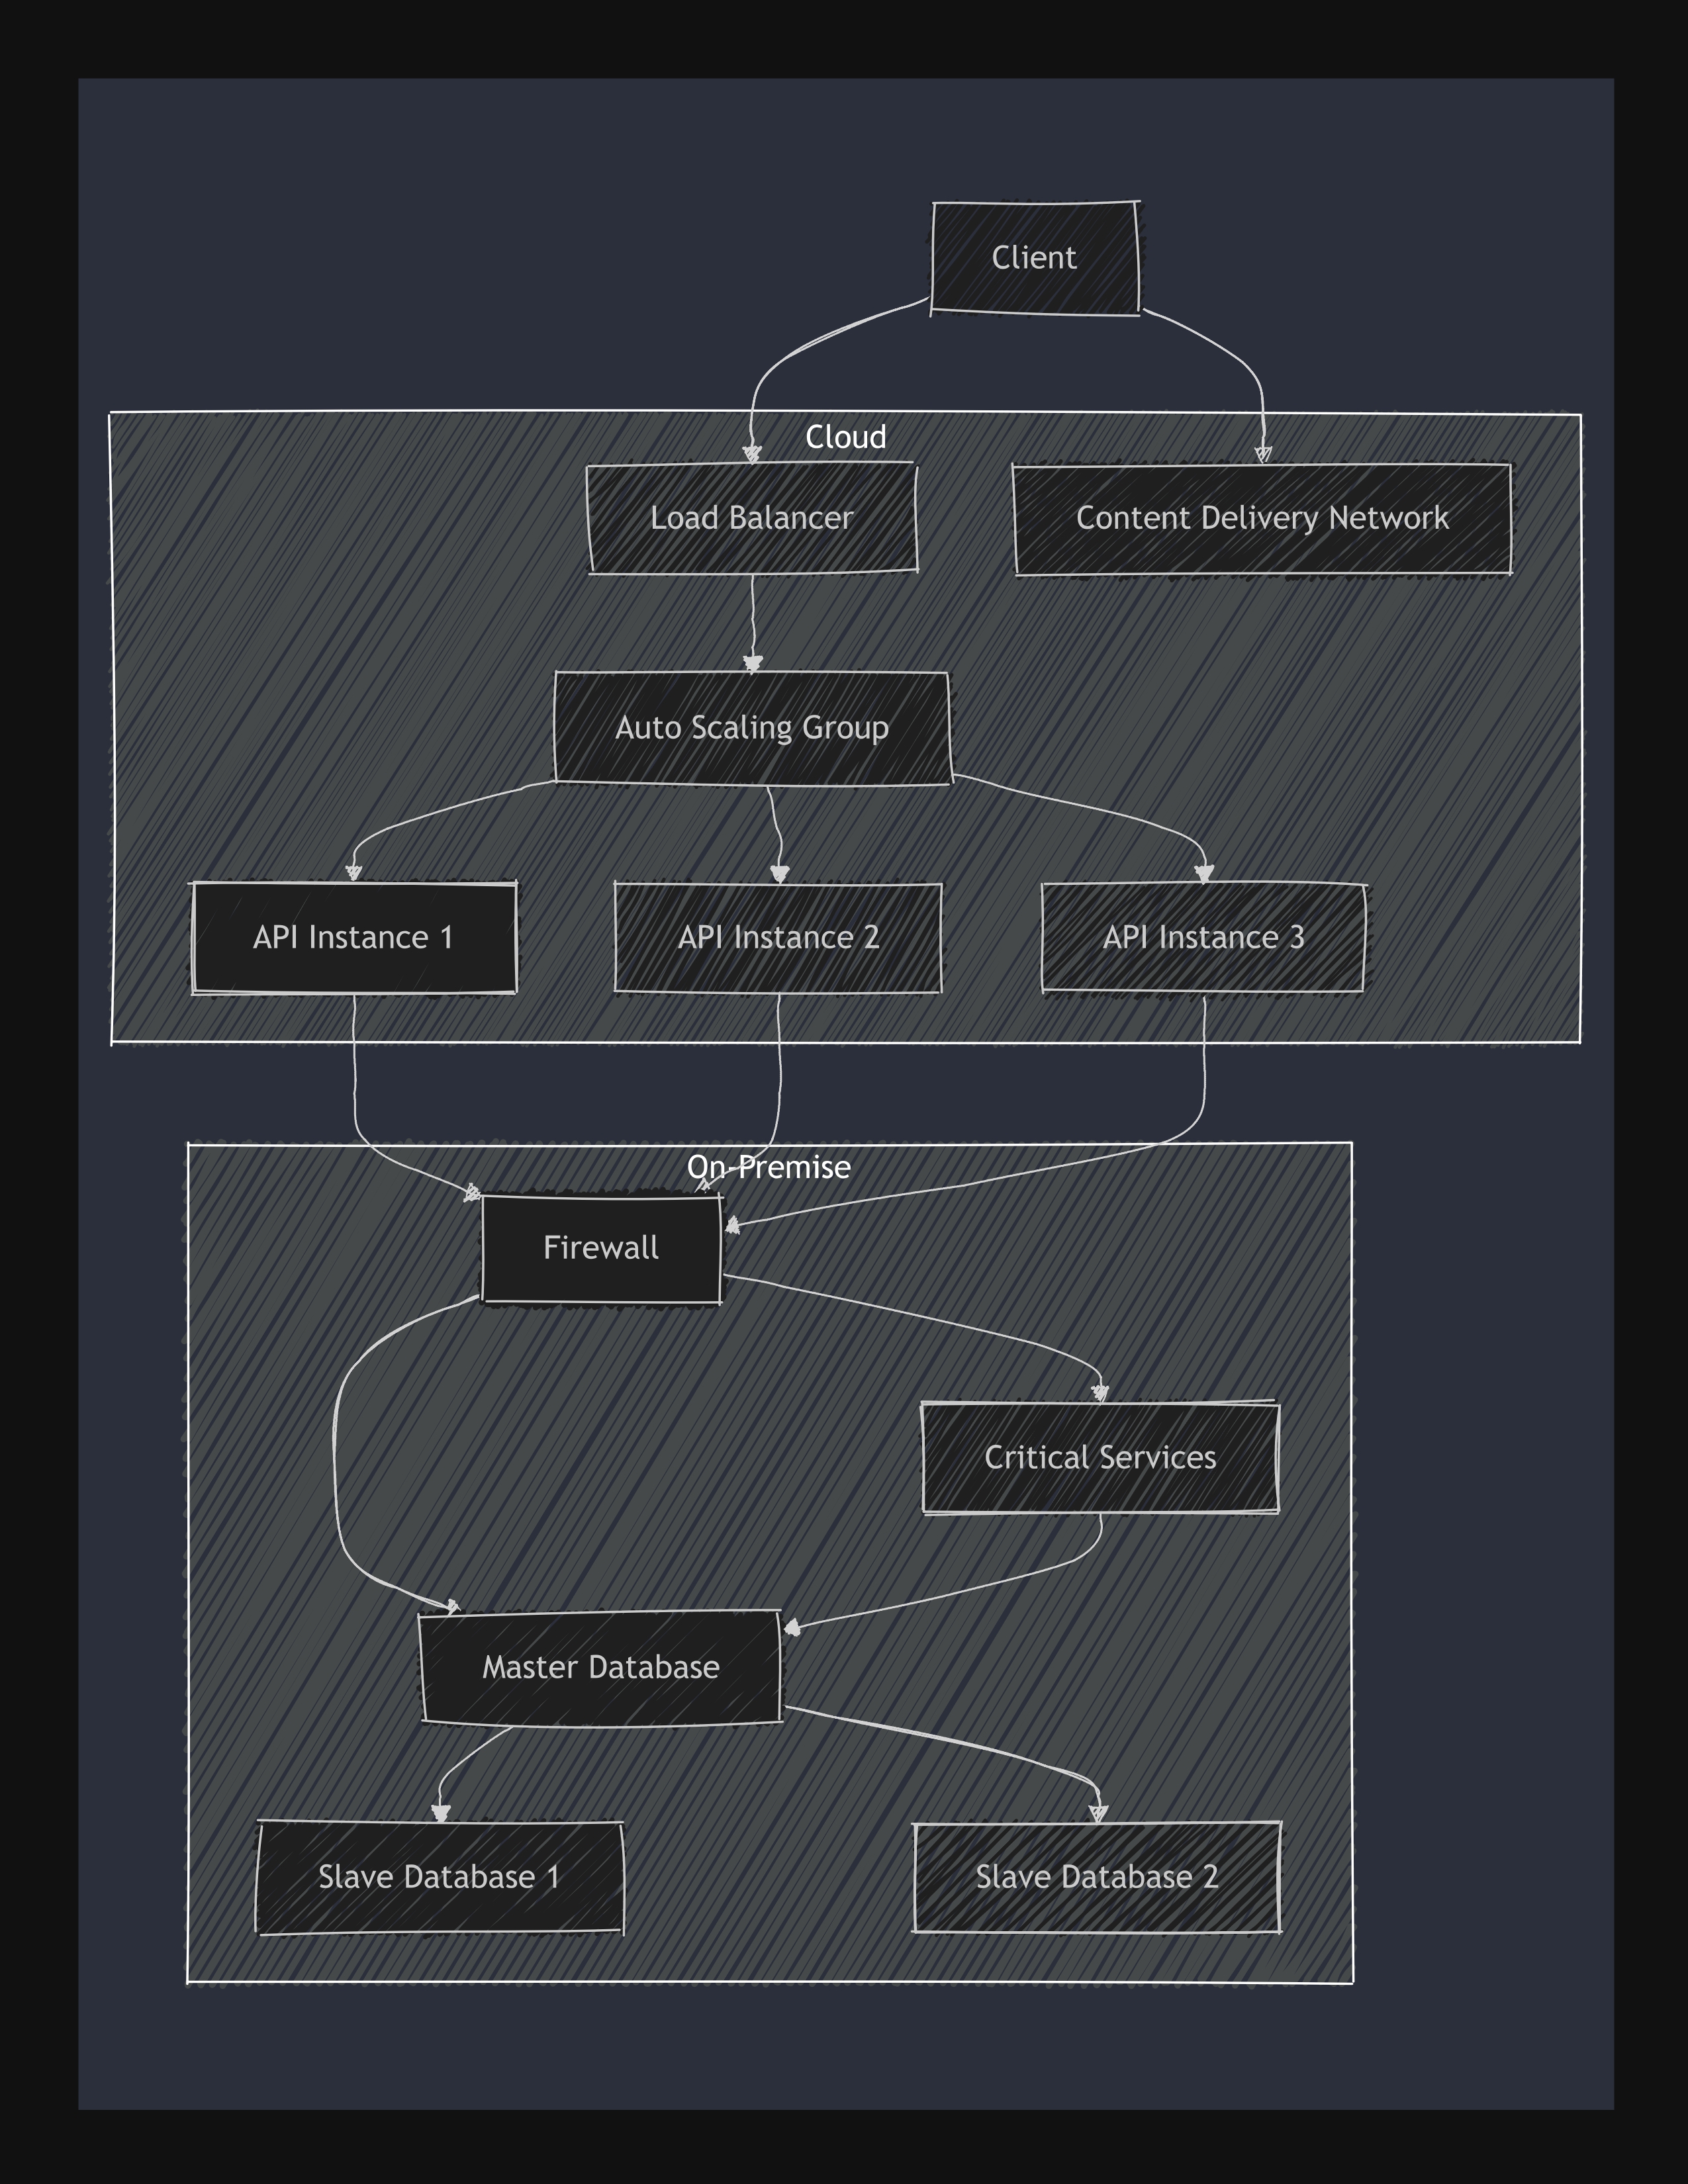 Client
Cloud
Load Balancer
Content Delivery Network
Auto Scaling Group
API Instance 1
API Instance 2
API Instance 3
On-Premise
Firewall
Critical Services
Master Database
Slave Database 1
Slave Database 2